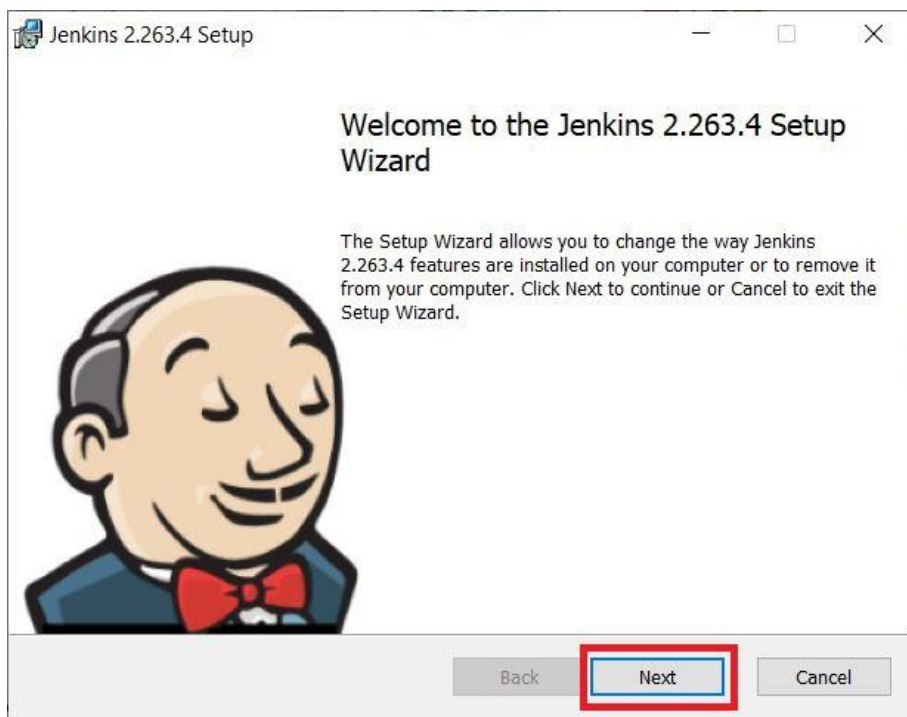 Jenkins 2.263.4 Setup
Welcome to the Jenkins 2.263.4 Setup
Wizard
The Setup Wizard allows you to change the way Jenkins
2.263.4 features are installed on your computer or to remove it
from your computer. Click Next to continue or Cancel to exit the
Setup Wizard.
Back Next Cancel